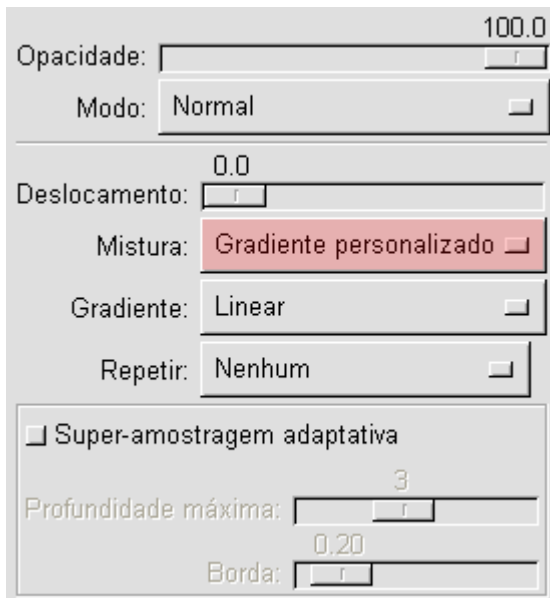 100.0
Opacidade:
Modo: Normal
0.0
Deslocamento:
Mistura: Gradiente personalizado
Gradiente: Linear
Repetir: Nenhum
Super-amostragem adaptativa
3
Profundidade máxima:
0.20
Borda: